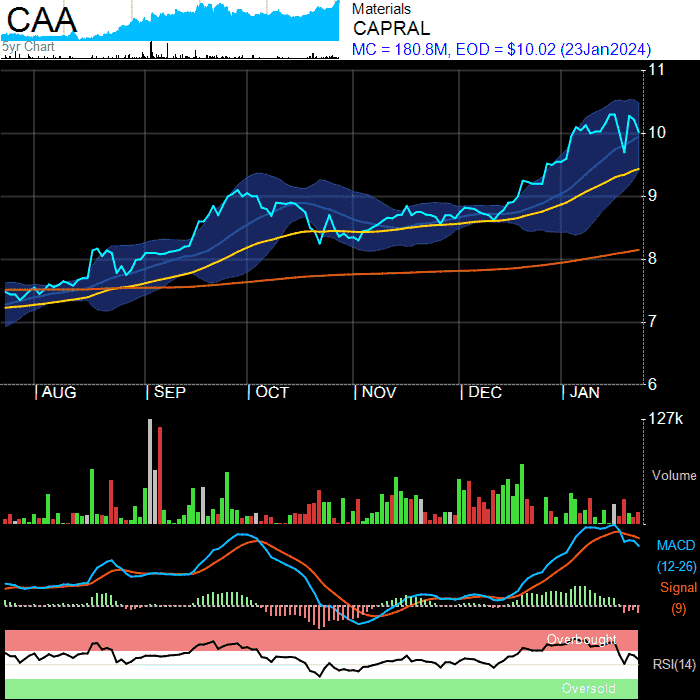 CAA
5yr Chart
Materials
CAPRAL
MC = 180.8M, EOD = $10.02 (23Jan2024)
11
10
9
8
7
6
| AUG | SEP | OCT | NOV | DEC | JAN
127k
Volume
MACD
(12-26)
Signal
(9)
Overbought
RSI(14)
Oversold